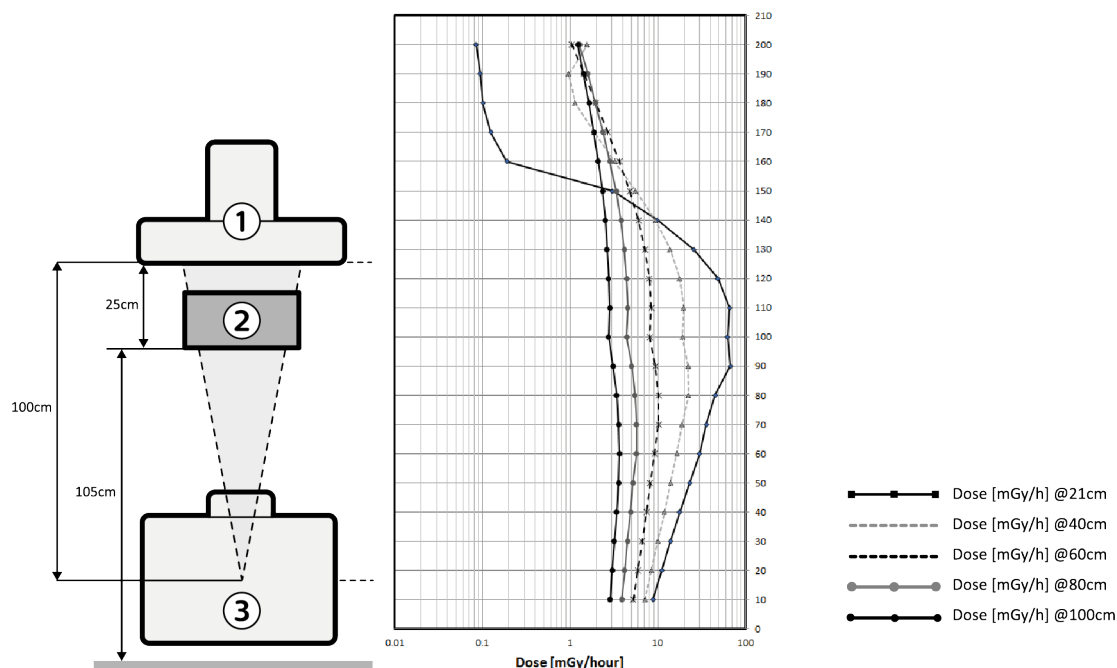 1
2
3
25cm
100cm
105cm
210
200
190
180
170
160
150
140
130
120
110
100
90
80
70
60
50
40
30
20
10
0
0.01 0.1 1 10 100
Dose [mGy/hour]
Dose [mGy/h] @21cm
Dose [mGy/h] @40cm
Dose [mGy/h] @60cm
Dose [mGy/h] @80cm
Dose [mGy/h] @100cm